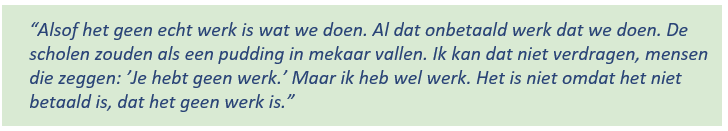 “Alsof het geen echt werk is wat we doen. Al dat onbetaald werk dat we doen. De
scholen zouden als een pudding in mekaar vallen. Ik kan dat niet verdragen, mensen
die zeggen: ’Je hebt geen werk.’ Maar ik heb wel werk. Het is niet omdat het niet
betaald is, dat het geen werk is.”